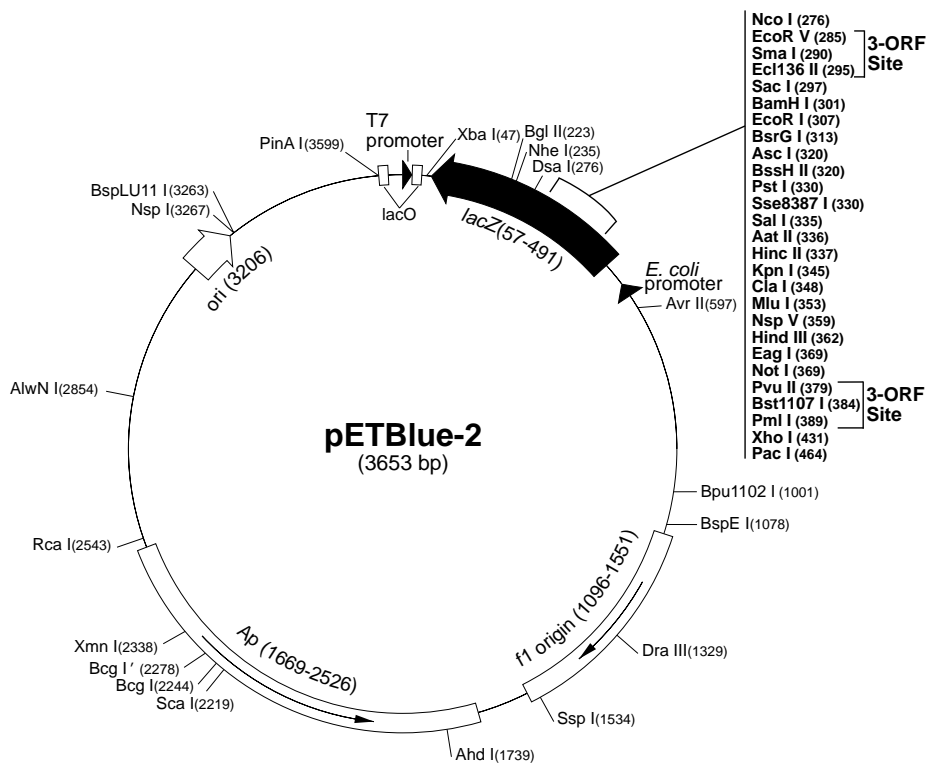 Nco I (276)
EcoR V (285)
Sma I (290)
Ecl136 II (295)
3-ORF
Site
Sac I (297)
BamH I (301)
EcoR I (307)
BsrG I (313)
Asc I (320)
BssH II (320)
Pst I (330)
Sse8387 I (330)
Sal I (335)
Aat II (336)
Hinc II (337)
Kpn I (345)
Cla I (348)
Mlu I (353)
Nsp V (359)
Hind III (362)
Eag I (369)
Not I (369)
Pvu II (379)
Bst1107 I (384)
Pml I (389)
3-ORF
Site
Xho I (431)
Pac I (464)
T7
promoter
PinA I(3599)
Xba I(47)
Bgl II(223)
Nhe I(235)
Dsa I(276)
lacO
lacZ(57-491)
BspLU11 I(3263)
Nsp I(3267)
ori (3206)
E. coli
promoter
Avr II(597)
AlwN I(2854)
pETBlue-2
(3653 bp)
Bpu1102 I(1001)
BspE I(1078)
Rca I(2543)
f1 origin (1096-1551)
Ap (1669-2526)
Dra III(1329)
Xmn I(2338)
Bcg I′(2278)
Bcg I(2244)
Sca I(2219)
Ssp I(1534)
Ahd I(1739)